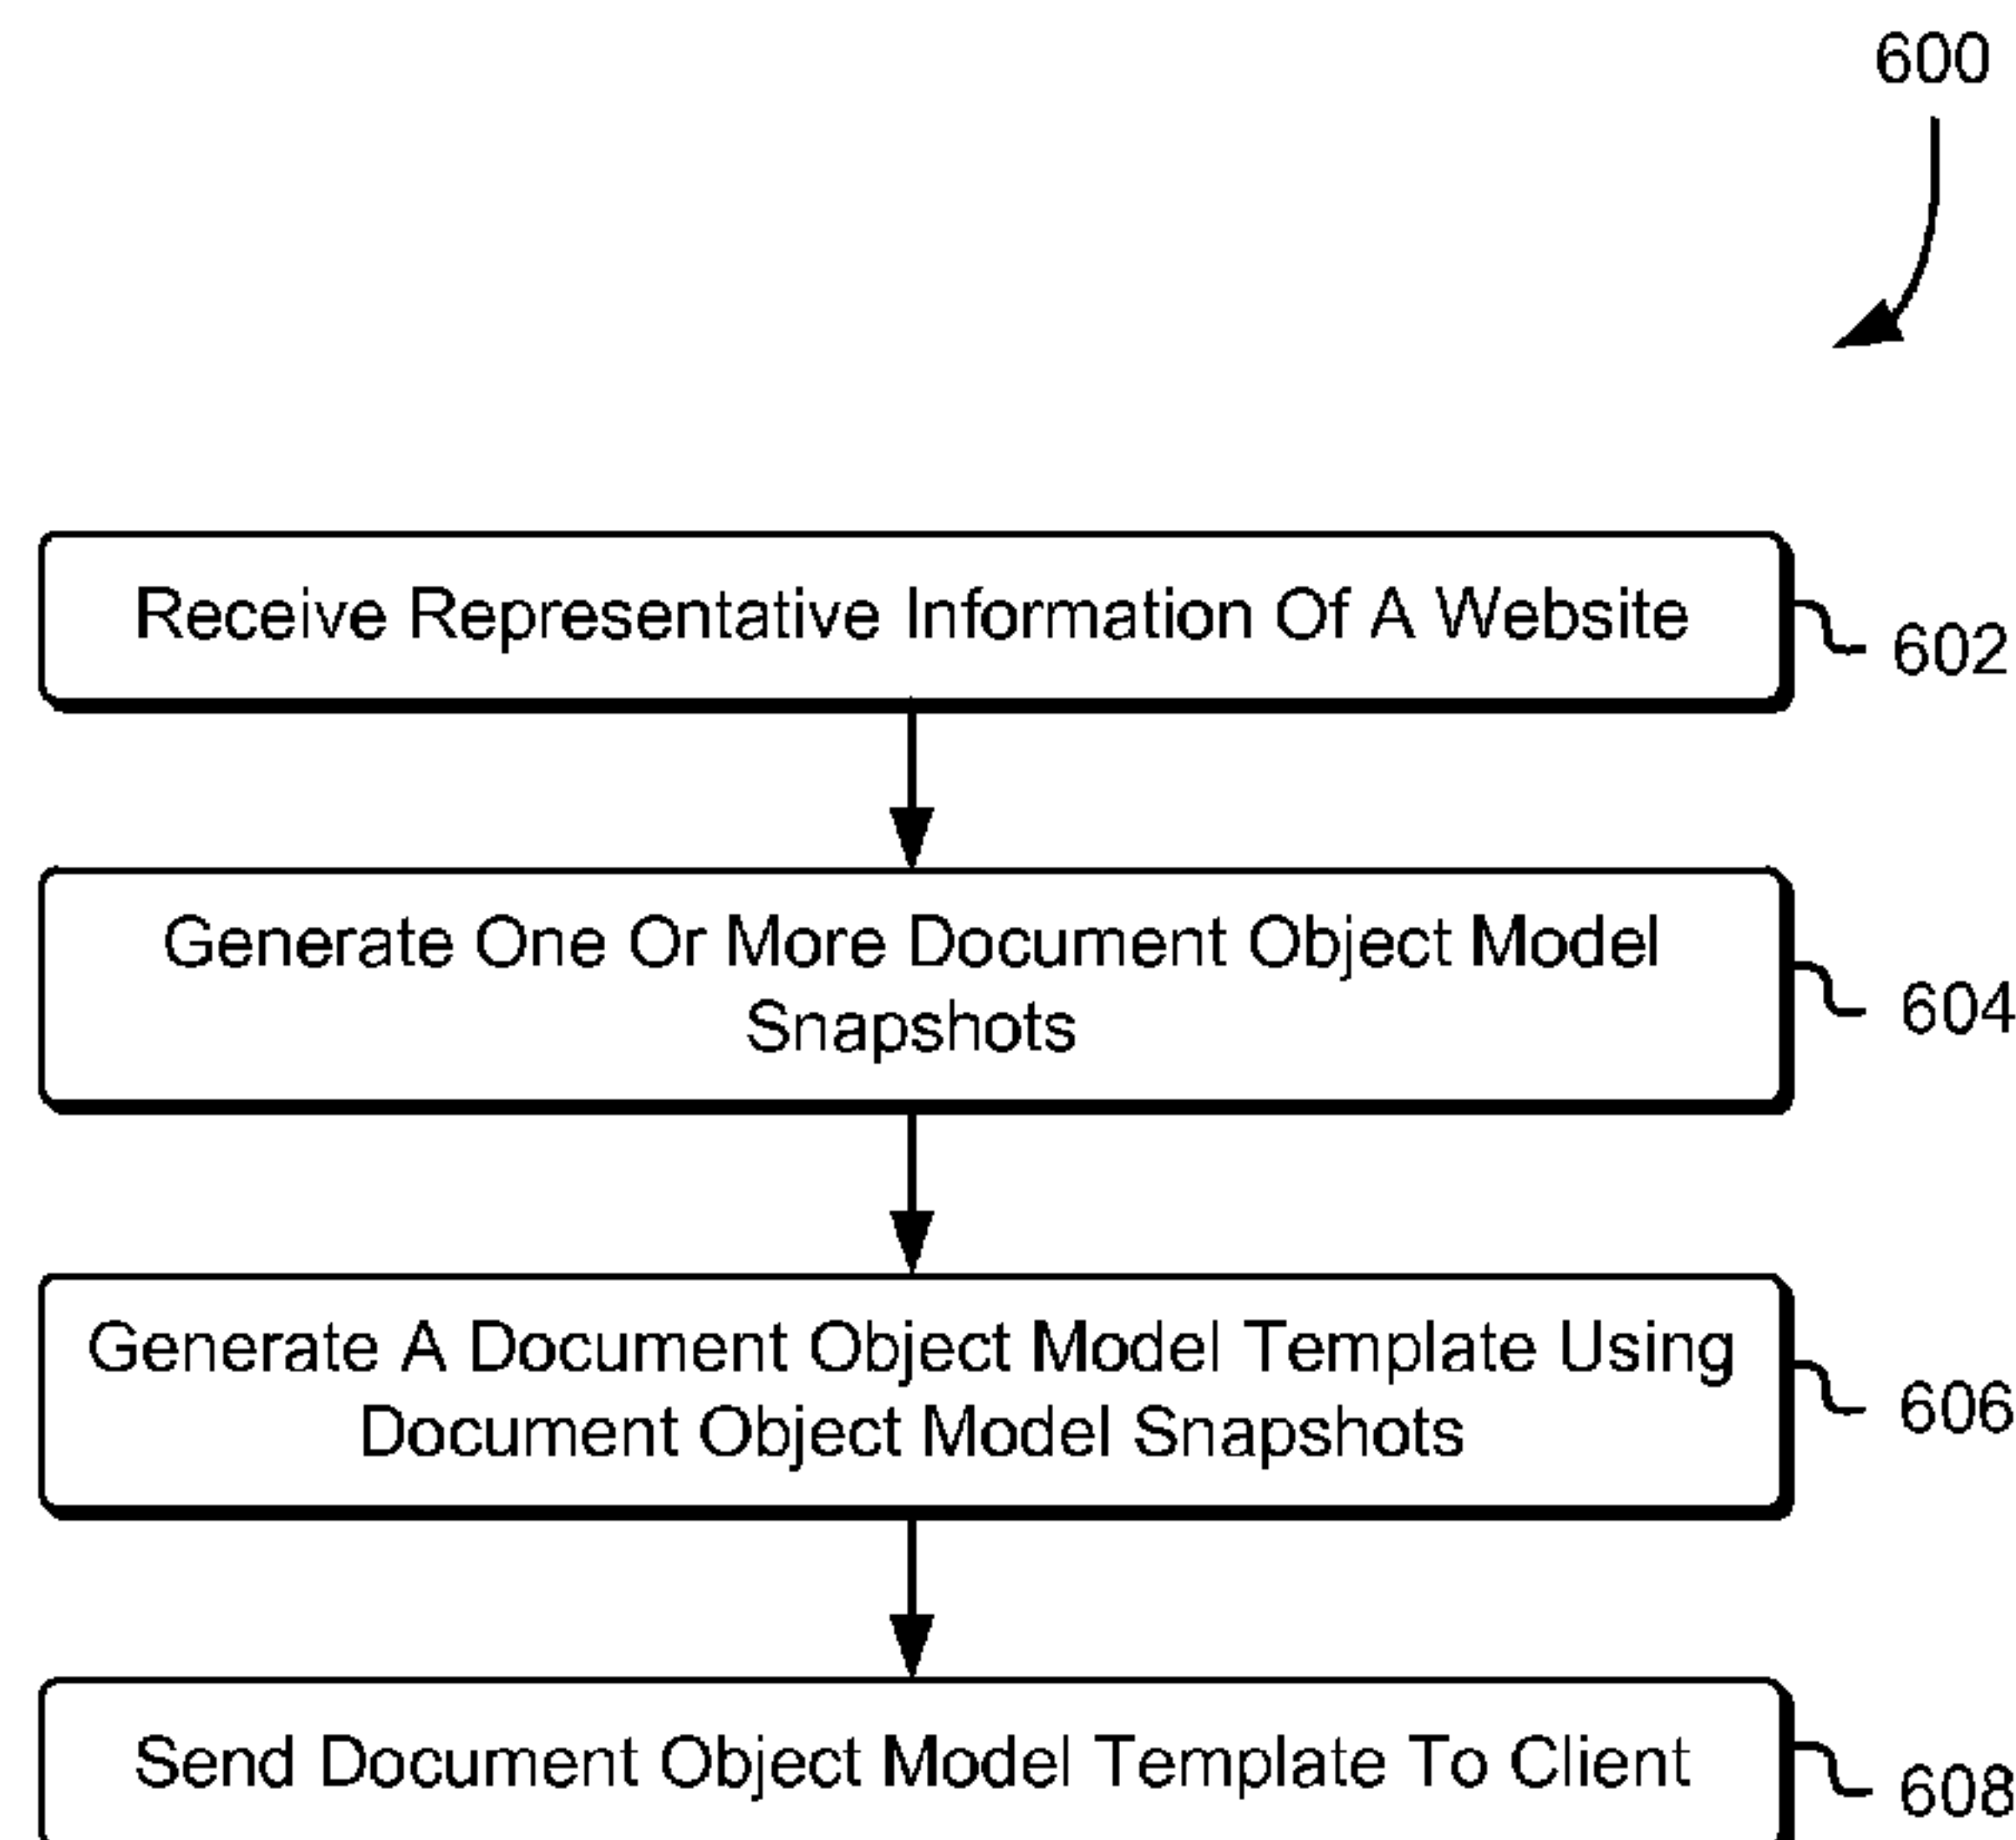 600
Receive Representative Information Of A Website
602
Generate One Or More Document Object Model
Snapshots
604
Generate A Document Object Model Template Using
Document Object Model Snapshots
606
Send Document Object Model Template To Client
608